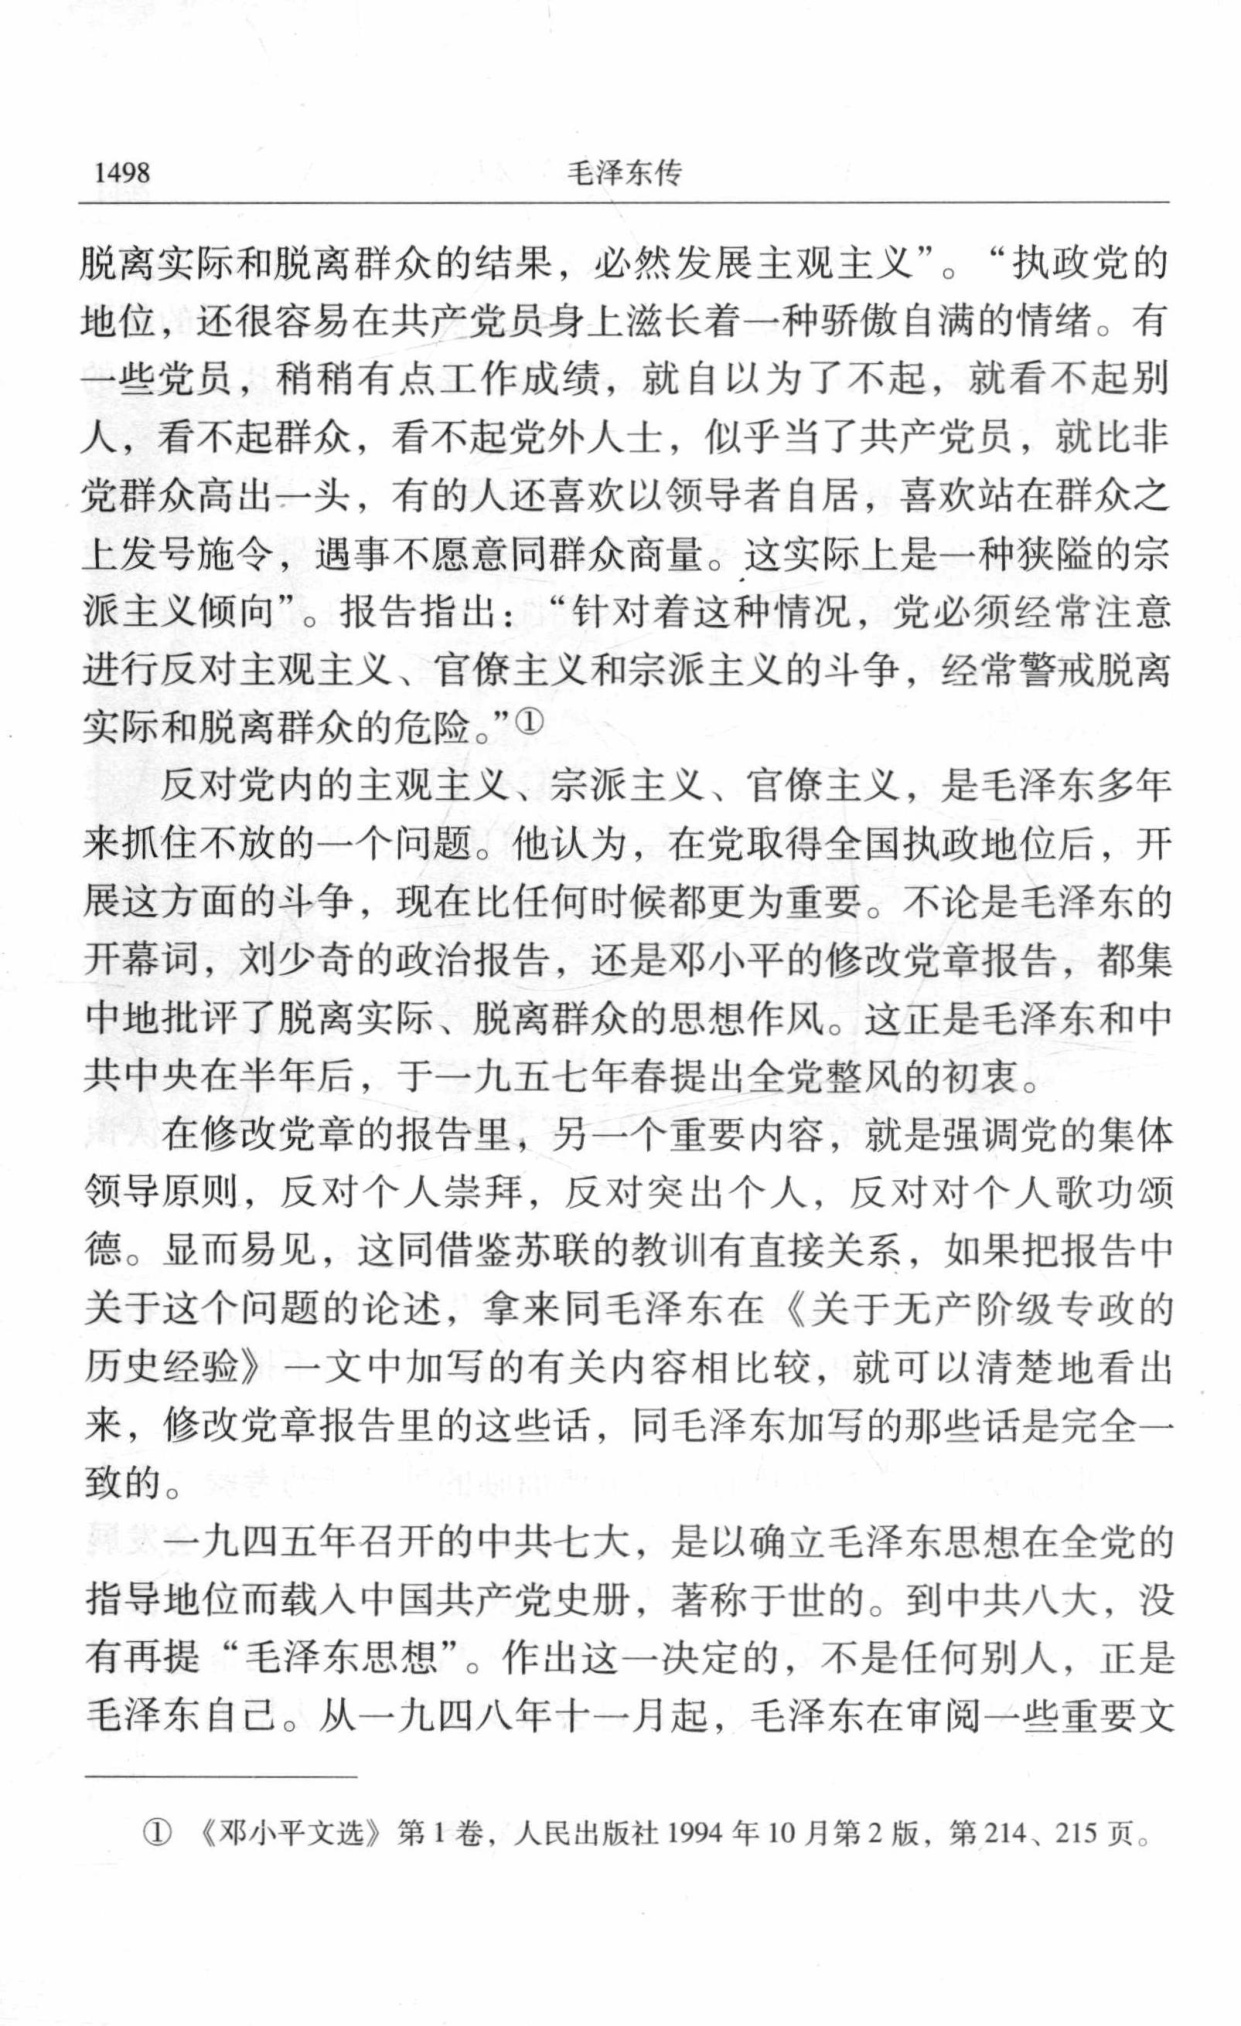 1498
毛泽东传
脱离实际和脱离群众的结果，必然发展主观主义”。“执政党的
地位，还很容易在共产党员身上滋长着一种骄傲自满的情绪。有
一些党员，稍稍有点工作成绩，就自以为了不起，就看不起别
人，看不起群众，看不起党外人士，似乎当了共产党员，就比非
党群众高出一头，有的人还喜欢以领导者自居，喜欢站在群众之
上发号施令，遇事不愿意同群众商量。这实际上是一种狭隘的宗
派主义倾向”。报告指出：“针对着这种情况，党必须经常注意
进行反对主观主义、官僚主义和宗派主义的斗争，经常警戒脱离
实际和脱离群众的危险。”①
反对党内的主观主义、宗派主义、官僚主义，是毛泽东多年
来抓住不放的一个问题。他认为，在党取得全国执政地位后，开
展这方面的斗争，现在比任何时候都更为重要。不论是毛泽东的
开幕词，刘少奇的政治报告，还是邓小平的修改党章报告，都集
中地批评了脱离实际、脱离群众的思想作风。这正是毛泽东和中
共中央在半年后，于一九五七年春提出全党整风的初衷。
在修改党章的报告里，另一个重要内容，就是强调党的集体
领导原则，反对个人崇拜，反对突出个人，反对对个人歌功颂
德。显而易见，这同借鉴苏联的教训有直接关系，如果把报告中
关于这个问题的论述，拿来同毛泽东在《关于无产阶级专政的
历史经验》一文中加写的有关内容相比较，就可以清楚地看出
来，修改党章报告里的这些话，同毛泽东加写的那些话是完全一
致的。
一九四五年召开的中共七大，是以确立毛泽东思想在全党的
指导地位而载入中国共产党史册，著称于世的。到中共八大，没
有再提“毛泽东思想”。作出这一决定的，不是任何别人，正是
毛泽东自己。从一九四八年十一月起，毛泽东在审阅一些重要文
① 《邓小平文选》第1卷，人民出版社1994年10月第2版，第214、215页。